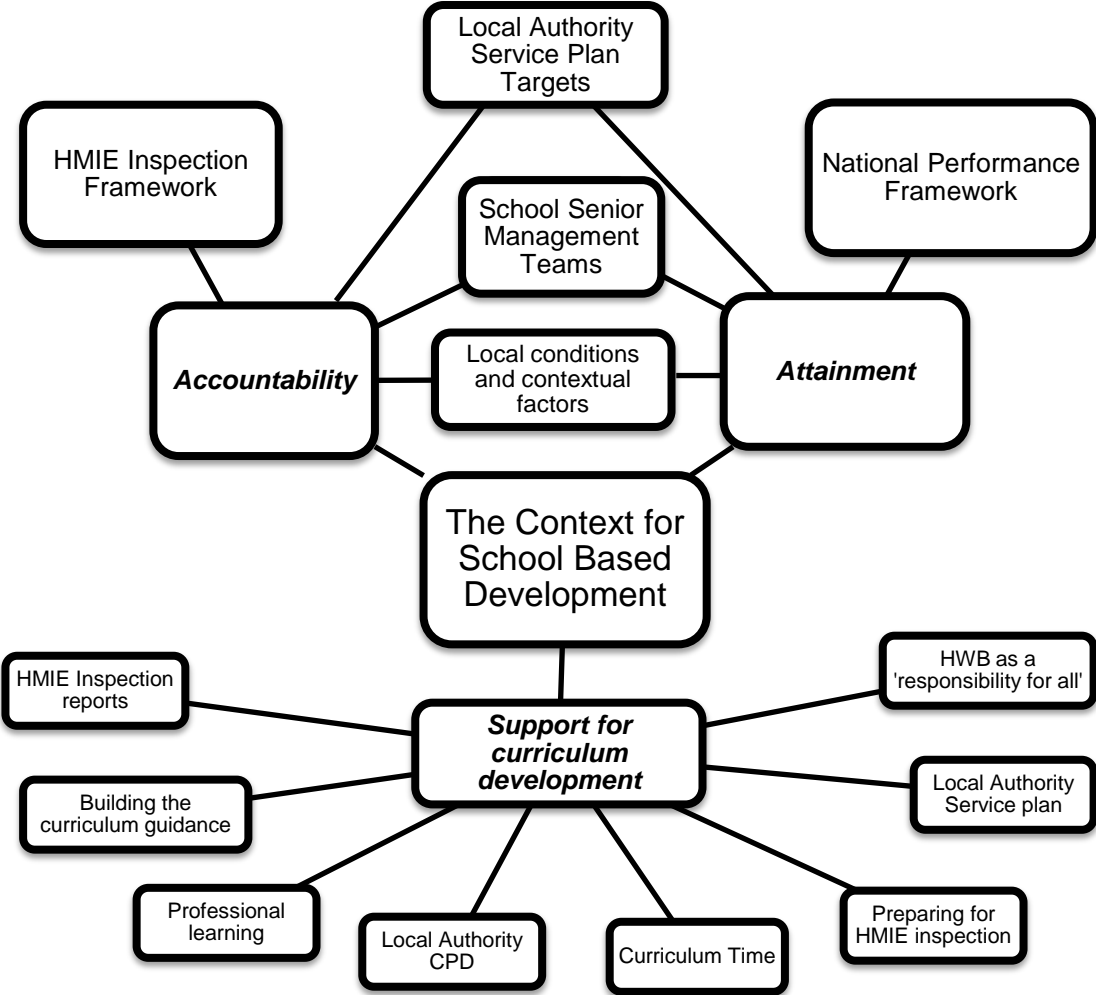 Local Authority
Service Plan
Targets
HMIE Inspection
Framework
National Performance
Framework
School Senior
Management
Teams
Accountability
Local conditions
and contextual
factors
Attainment
The Context for
School Based
Development
HMIE Inspection
reports
HWB as a
'responsibility for all'
Support for
curriculum
development
Building the
curriculum guidance
Local Authority
Service plan
Professional
learning
Local Authority
CPD
Curriculum Time
Preparing for
HMIE inspection